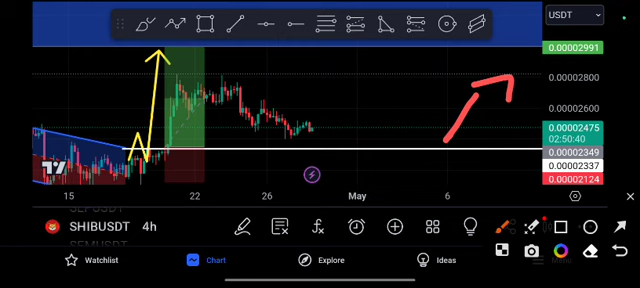 USDT
0.00002991
0.00002800
0.00002600
0.00002475
02:50:40
0.00002349
0.00002337
0.00002124
15 22 26 May 6
SHIBUSDT 4h
Watchlist Chart Explore Ideas Menu